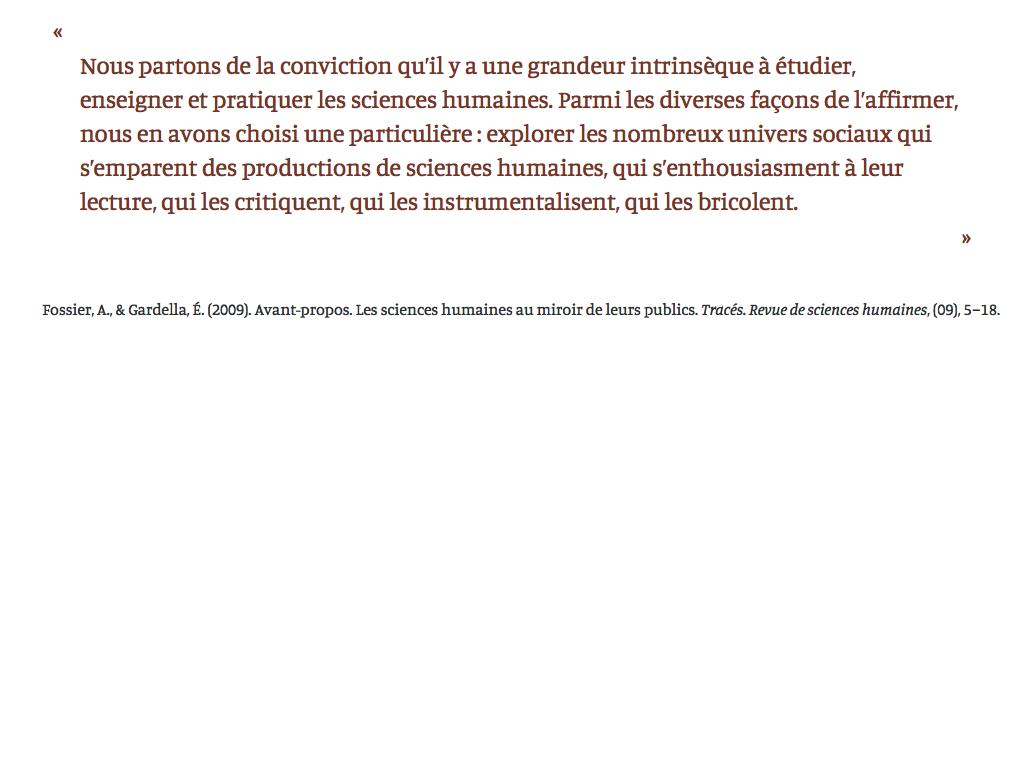 «
Nous partons de la conviction qu’il y a une grandeur intrinsèque à étudier,
enseigner et pratiquer les sciences humaines. Parmi les diverses façons de l’affirmer,
nous en avons choisi une particulière : explorer les nombreux univers sociaux qui
s’emparent des productions de sciences humaines, qui s’enthousiasment à leur
lecture, qui les critiquent, qui les instrumentalisent, qui les bricolent.
»
Fossier, A., & Gardella, É. (2009). Avant-propos. Les sciences humaines au miroir de leurs publics. Tracés. Revue de sciences humaines, (09), 5–18.